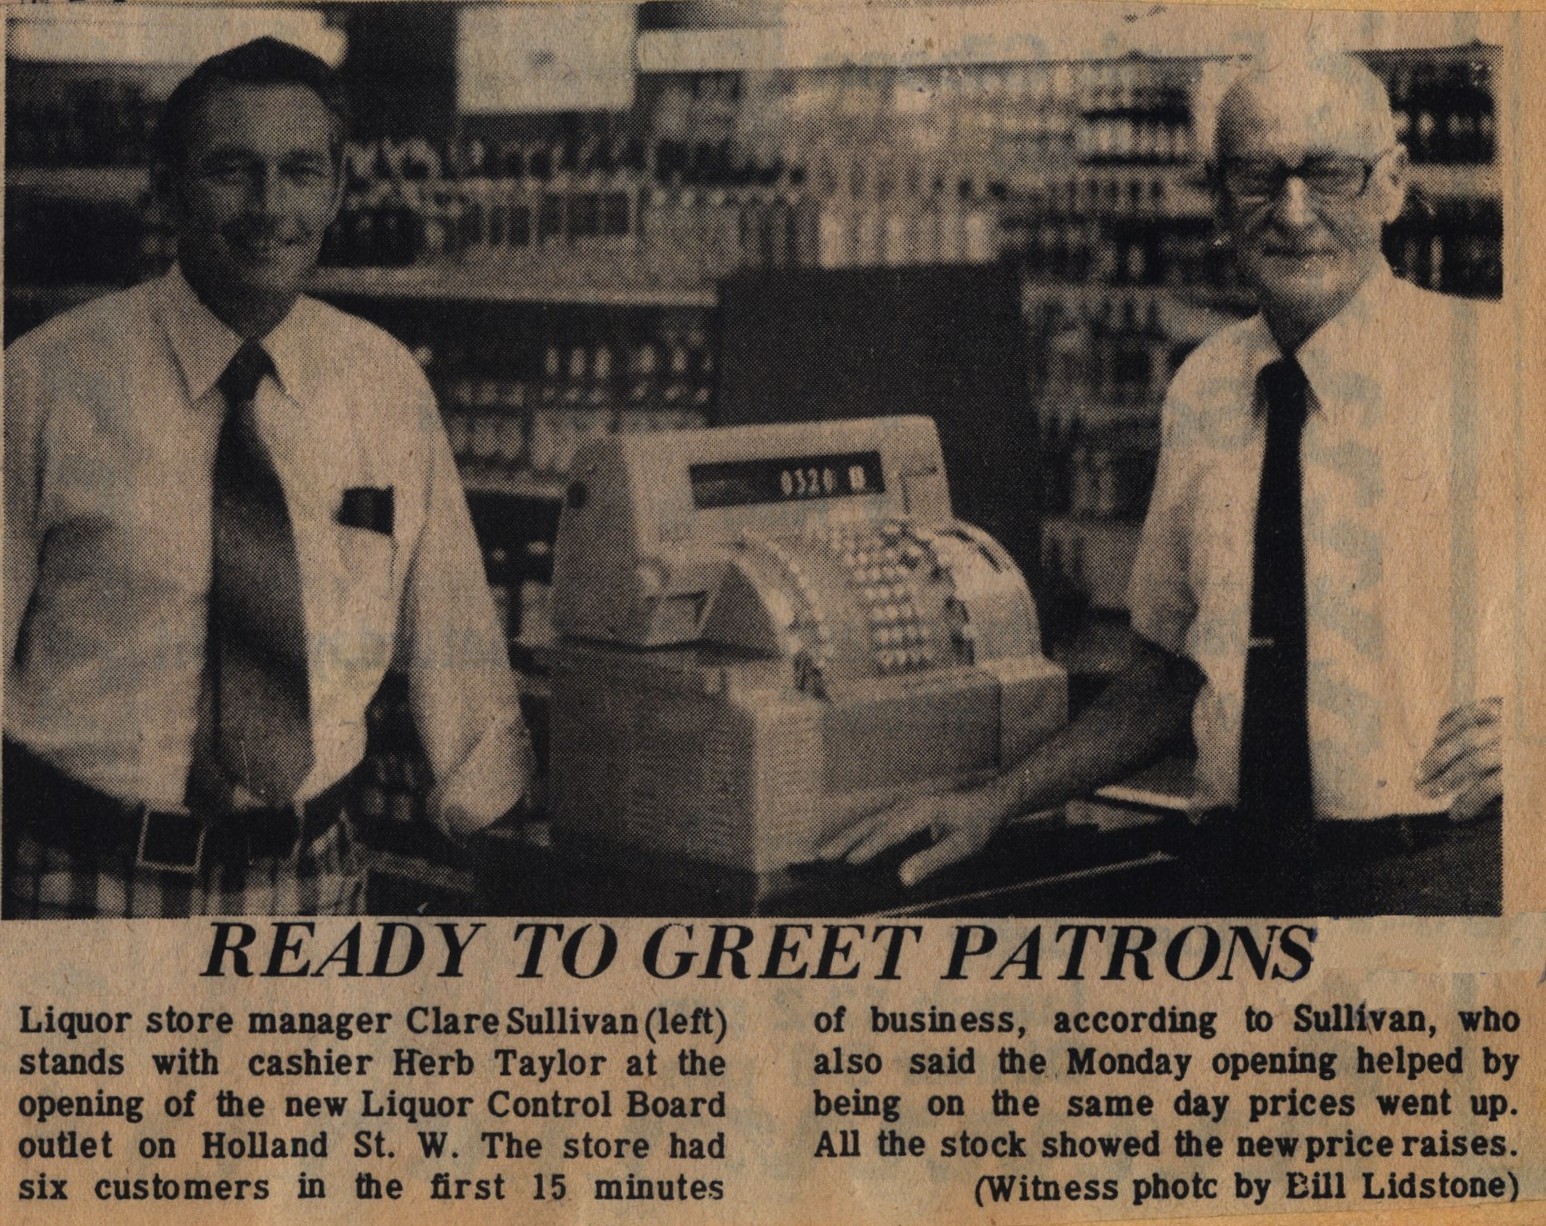 0320
READY TO GREET PATRONS
Liquor store manager Clare Sullivan (left)
stands with cashier Herb Taylor at the
opening of the new Liquor Control Board
outlet on Holland St. W. The store had
six customers in the first 15 minutes
of business, according to Sullivan, who
also said the Monday opening helped by
being on the same day prices went up.
All the stock showed the new price raises.
(Witness photc by Bill Lidstone)